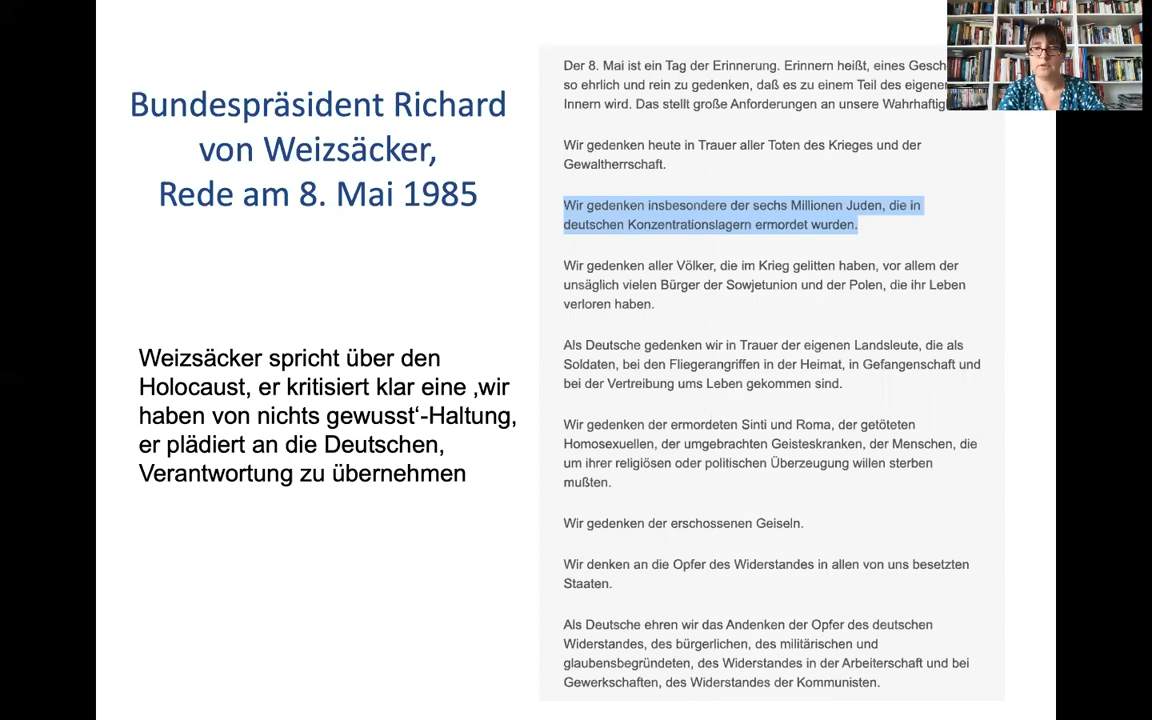 Bundespräsident Richard
von Weizsäcker,
Rede am 8. Mai 1985
Weizsäcker spricht über den
Holocaust, er kritisiert klar eine ‚wir
haben von nichts gewusst‘-Haltung,
er plädiert an die Deutschen,
Verantwortung zu übernehmen
Der 8. Mai ist ein Tag der Erinnerung. Erinnern heißt, eines
so ehrlich und rein zu gedenken, daß es zu einem Teil des
Innern wird. Das stellt große Anforderungen an unsere
Wir gedenken heute in Trauer aller Toten des Krieges und der
Gewaltherrschaft.
Wir gedenken insbesondere der sechs Millionen Juden, die in
deutschen Konzentrationslagern ermordet wurden.
Wir gedenken aller Völker, die im Krieg gelitten haben, vor allem der
unsäglich vielen Bürger der Sowjetunion und der Polen, die ihr Leben
verloren haben.
Als Deutsche gedenken wir in Trauer der eigenen Landsleute, die als
Soldaten, bei den Fliegerangriffen in der Heimat, in Gefangenschaft und
bei der Vertreibung ums Leben gekommen sind.
Wir gedenken der ermordeten Sinti und Roma, der getöteten
Homosexuellen, der umgebrachten Geisteskranken, der Menschen, die
um ihrer religiösen oder politischen Überzeugung willen sterben
mußten.
Wir gedenken der erschossenen Geiseln.
Wir denken an die Opfer des Widerstandes in allen von uns besetzten
Staaten.
Als Deutsche ehren wir das Andenken der Opfer des deutschen
Widerstandes, des bürgerlichen, des militärischen und
glaubensbegründeten, des Widerstandes in der Arbeiterschaft und bei
Gewerkschaften, des Widerstandes der Kommunisten.